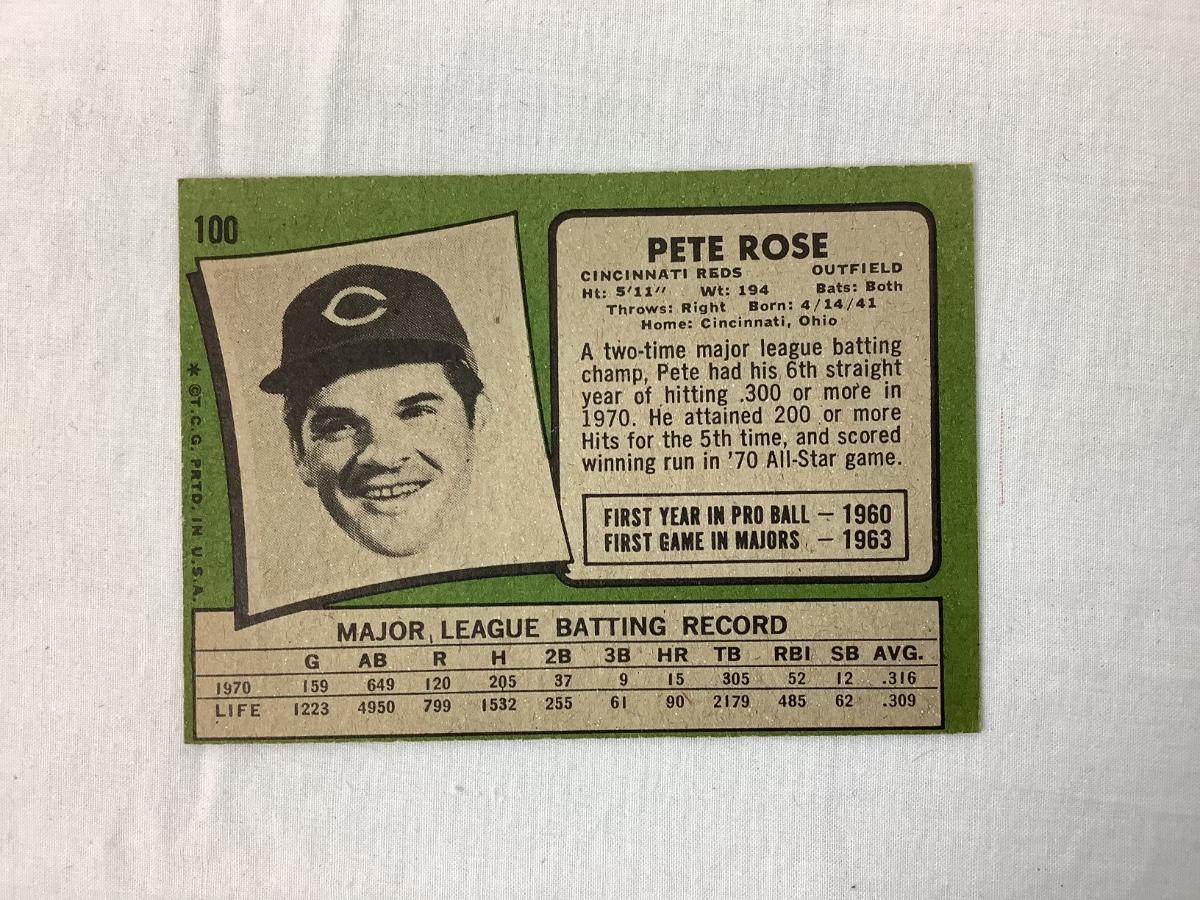 100
PETE ROSE
CINCINNATI REDS OUTFIELD
Ht: 5'11" Wt: 194 Bats: Both
Throws: Right Born: 4/14/41
Home: Cincinnati, Ohio
A two-time major league batting
champ, Pete had his 6th straight
year of hitting .300 or more in
1970. He attained 200 or more
Hits for the 5th time, and scored
winning run in '70 All-Star game.
FIRST YEAR IN PRO BALL — 1960
FIRST GAME IN MAJORS — 1963
* ©T.C.G. PRTD. IN U.S.A.
MAJOR LEAGUE BATTING RECORD
G AB R H 2B 3B HR TB RBI SB AVG.
1970 159 649 120 205 37 9 15 305 52 12 .316
LIFE 1223 4950 799 1532 255 61 90 2179 485 62 .309
C